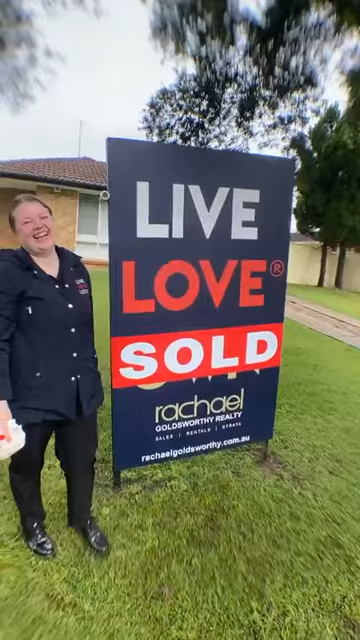 LIVE
LOVE®
SOLD
rachael
GOLDSWORTHY REALTY
SALES | RENTALS | STRATA
rachaelgoldsworthy.com.au